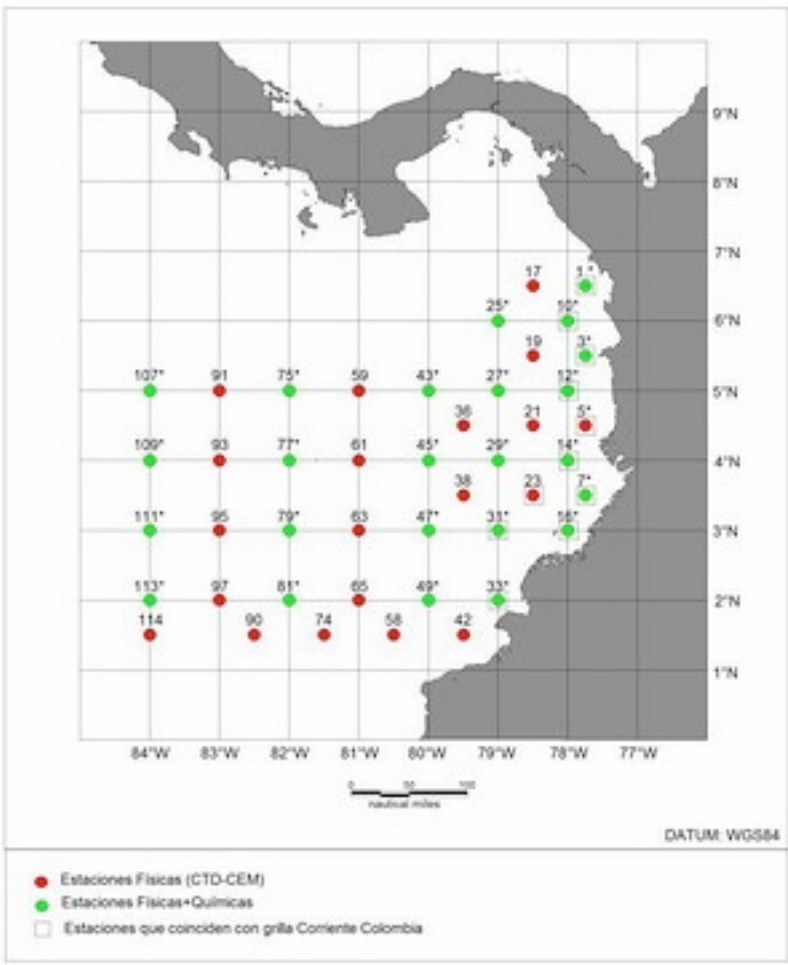 9°N
8°N
7°N
17 1*
25* 10*
6°N
19 3*
107* 91 75* 59 43* 27* 12*
5°N
36 21 5*
109* 93 77* 61 45* 29* 14*
4°N
38 23 7*
111* 95 79* 63 47* 31* 16*
3°N
113* 97 81* 65 49* 33*
2°N
114 90 74 58 42
1°N
84°W 83°W 82°W 81°W 80°W 79°W 78°W 77°W
0 50 100
nautical miles
DATUM: WGS84
Estaciones Físicas (CTD-CEM)
Estaciones Físicas+Químicas
Estaciones que coinciden con grilla Corriente Colombia